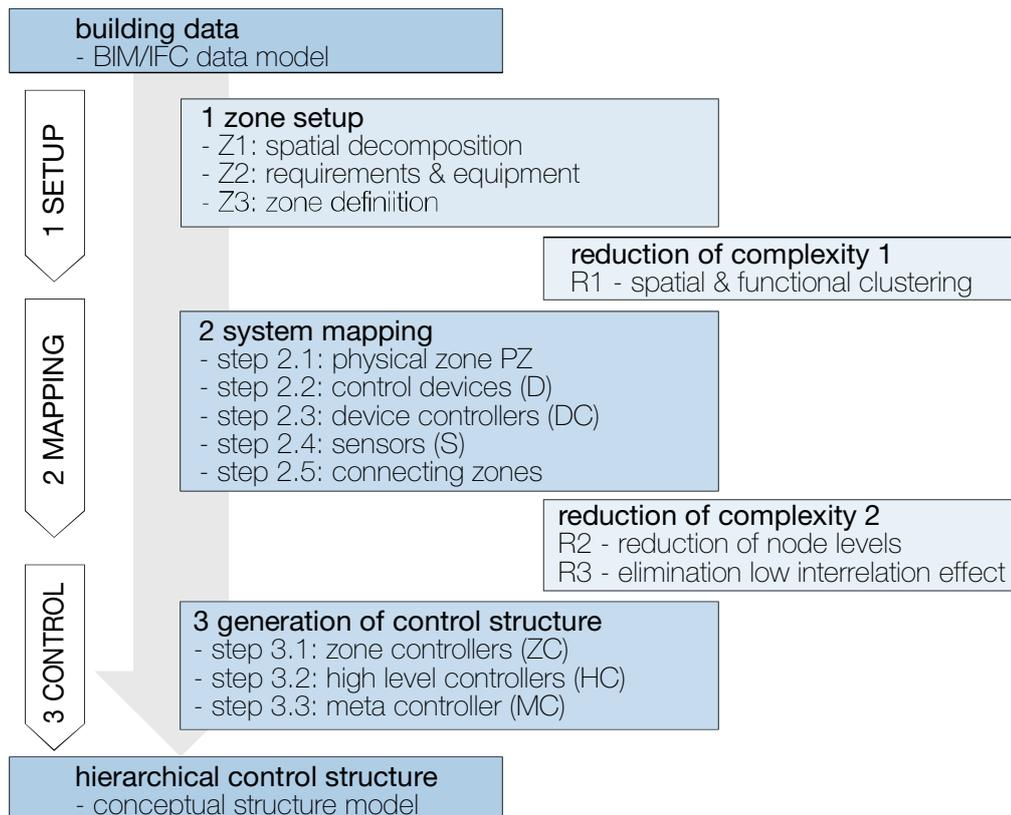 building data
- BIM/IFC data model
1 SETUP
1 zone setup
- Z1: spatial decomposition
- Z2: requirements & equipment
- Z3: zone definiition
reduction of complexity 1
R1 - spatial & functional clustering
2 MAPPING
2 system mapping
- step 2.1: physical zone PZ
- step 2.2: control devices (D)
- step 2.3: device controllers (DC)
- step 2.4: sensors (S)
- step 2.5: connecting zones
reduction of complexity 2
R2 - reduction of node levels
R3 - elimination low interrelation effect
3 CONTROL
3 generation of control structure
- step 3.1: zone controllers (ZC)
- step 3.2: high level controllers (HC)
- step 3.3: meta controller (MC)
hierarchical control structure
- conceptual structure model